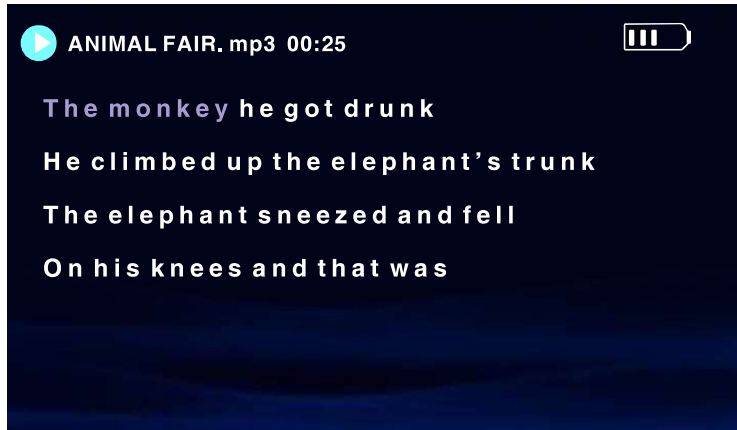 ANIMAL FAIR. mp3 00:25
The monkey he got drunk
He climbed up the elephant's trunk
The elephant sneezed and fell
On his knees and that was